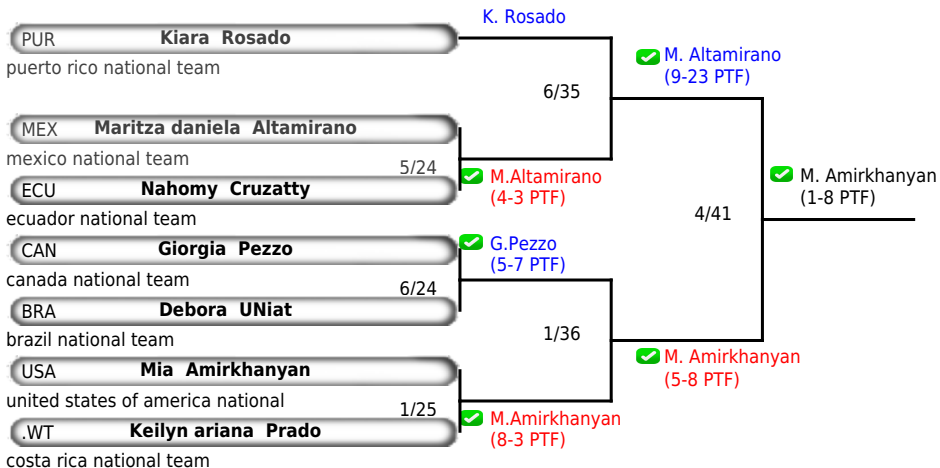 K. Rosado
PUR Kiara Rosado
puerto rico national team
M. Altamirano
(9-23 PTF)
6/35
MEX Maritza daniela Altamirano
mexico national team
5/24
M.Altamirano
(4-3 PTF)
ECU Nahomy Cruzatty
ecuador national team
M. Amirkhanyan
(1-8 PTF)
4/41
CAN Giorgia Pezzo
canada national team
G.Pezzo
(5-7 PTF)
6/24
BRA Debora UNiat
brazil national team
1/36
M. Amirkhanyan
(5-8 PTF)
USA Mia Amirkhanyan
united states of america national
1/25
M.Amirkhanyan
(8-3 PTF)
.WT Keilyn ariana Prado
costa rica national team